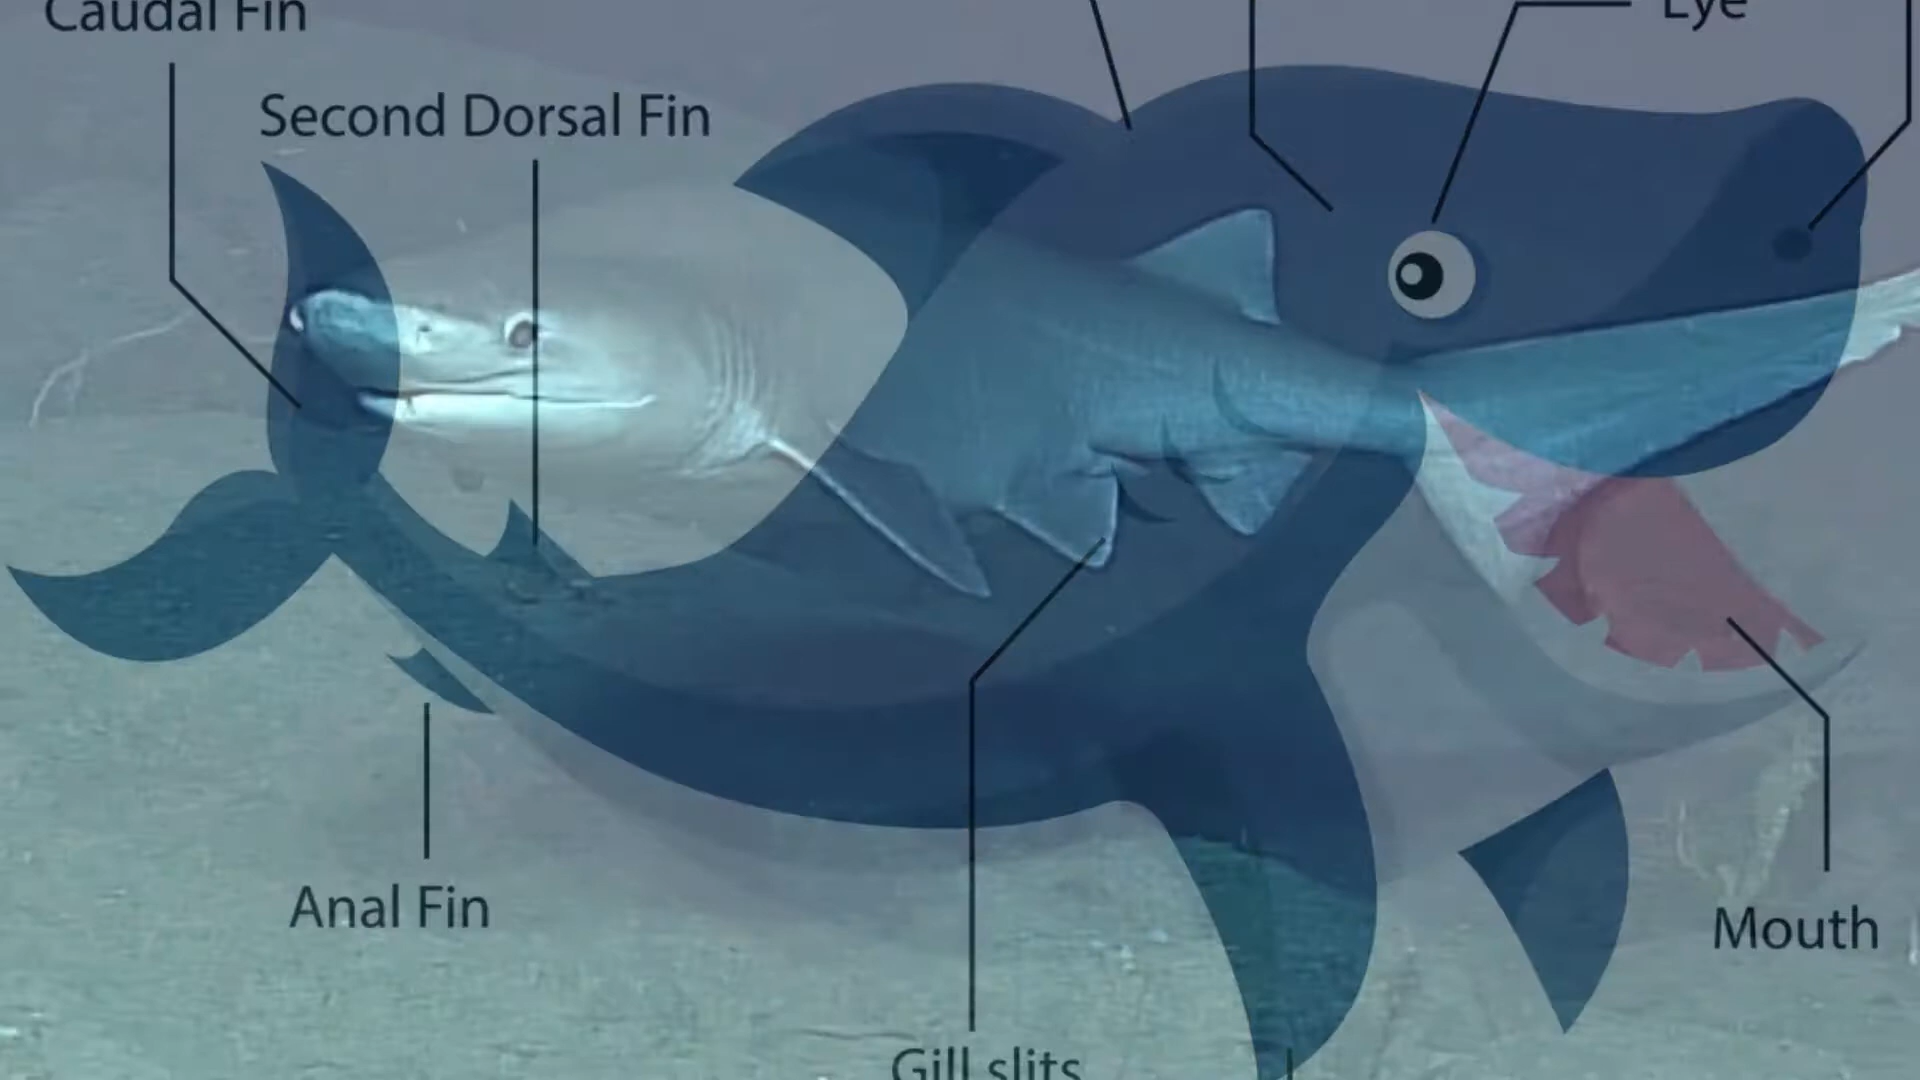 Caudal Fin
Eye
Second Dorsal Fin
Anal Fin
Mouth
Gill slits